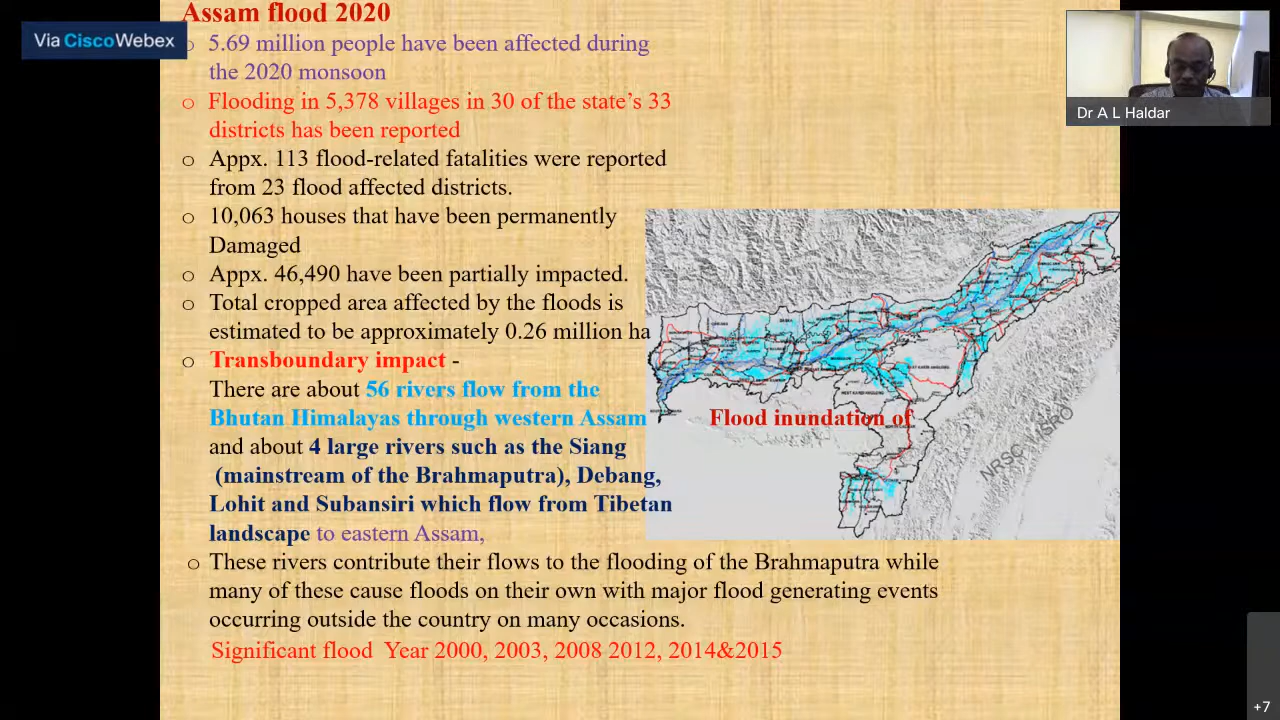 Assam flood 2020
Via Cisco Webex
o 5.69 million people have been affected during
the 2020 monsoon
o Flooding in 5,378 villages in 30 of the state’s 33
districts has been reported
o Appx. 113 flood-related fatalities were reported
from 23 flood affected districts.
o 10,063 houses that have been permanently
Damaged
o Appx. 46,490 have been partially impacted.
o Total cropped area affected by the floods is
estimated to be approximately 0.26 million ha
o Transboundary impact -
There are about 56 rivers flow from the
Bhutan Himalayas through western Assam
and about 4 large rivers such as the Siang
(mainstream of the Brahmaputra), Debang,
Lohit and Subansiri which flow from Tibetan
landscape to eastern Assam,
o These rivers contribute their flows to the flooding of the Brahmaputra while
many of these cause floods on their own with major flood generating events
occurring outside the country on many occasions.
Significant flood Year 2000, 2003, 2008 2012, 2014&2015
Flood inundation of
NRSC / ISRO
Dr A L Haldar
+7